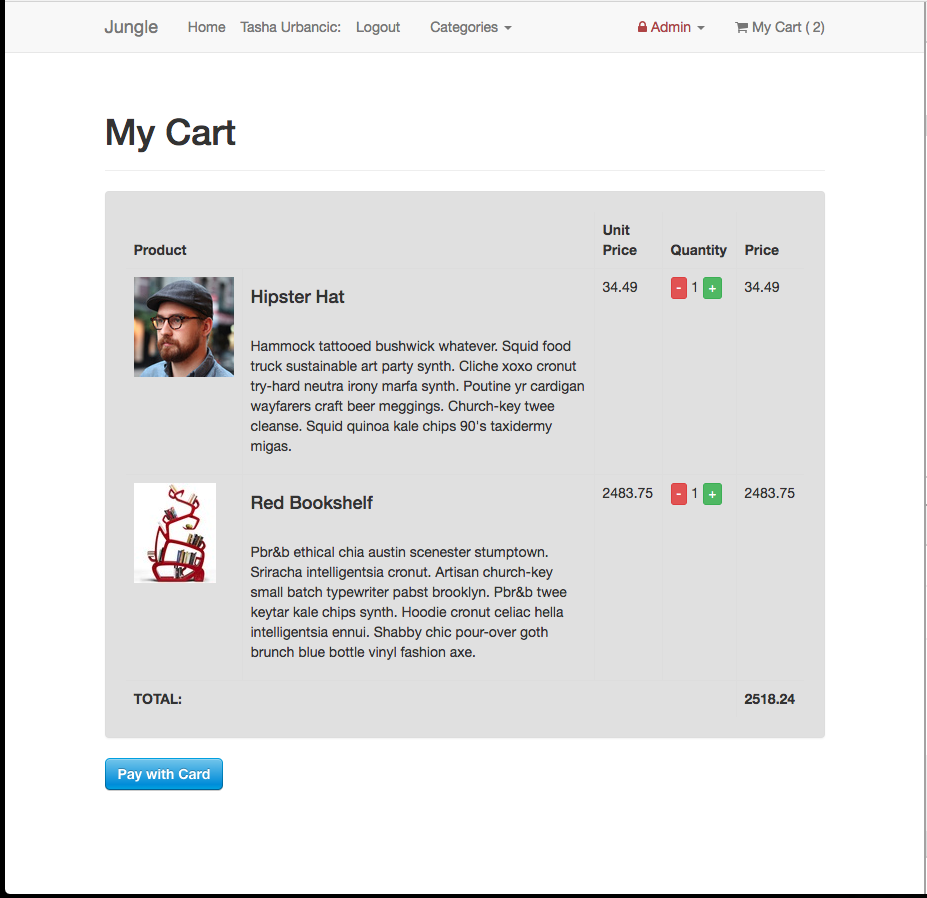 Jungle Home Tasha Urbancic: Logout Categories Admin My Cart ( 2)
My Cart
Product Unit Price Quantity Price
Hipster Hat 34.49 - 1 + 34.49
Hammock tattooed bushwick whatever. Squid food
truck sustainable art party synth. Cliche xoxo cronut
try-hard neutra irony marfa synth. Poutine yr cardigan
wayfarers craft beer meggings. Church-key twee
cleanse. Squid quinoa kale chips 90's taxidermy
migas.
Red Bookshelf 2483.75 - 1 + 2483.75
Pbr&b ethical chia austin scenester stumptown.
Sriracha intelligentsia cronut. Artisan church-key
small batch typewriter pabst brooklyn. Pbr&b twee
keytar kale chips synth. Hoodie cronut celiac hella
intelligentsia ennui. Shabby chic pour-over goth
brunch blue bottle vinyl fashion axe.
TOTAL: 2518.24
Pay with Card